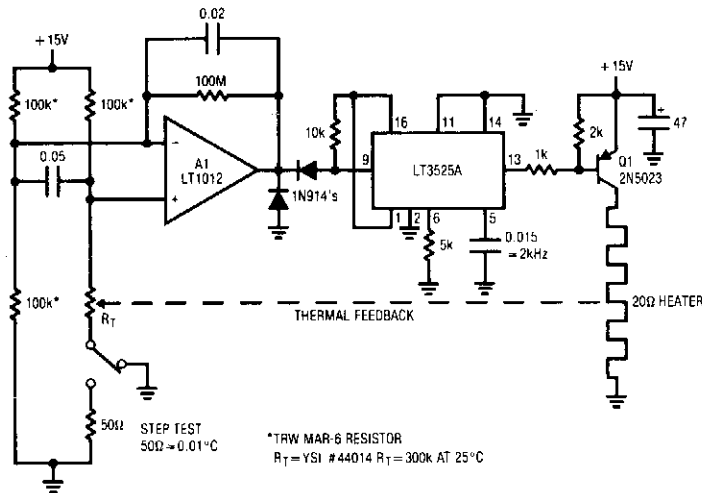 0.02
+15V
100M
+15V
100k*
100k*
10k
16
11
14
2k
47
−
A1
LT1012
+
0.05
9
LT3525A
13
1k
Q1
2N5023
1N914's
1
2
6
5
5k
0.015
≈2kHz
100k*
RT
THERMAL FEEDBACK
20Ω HEATER
50Ω
STEP TEST
50Ω≈0.01°C
*TRW MAR-6 RESISTOR
RT=YSI #44014 RT=300k AT 25°C